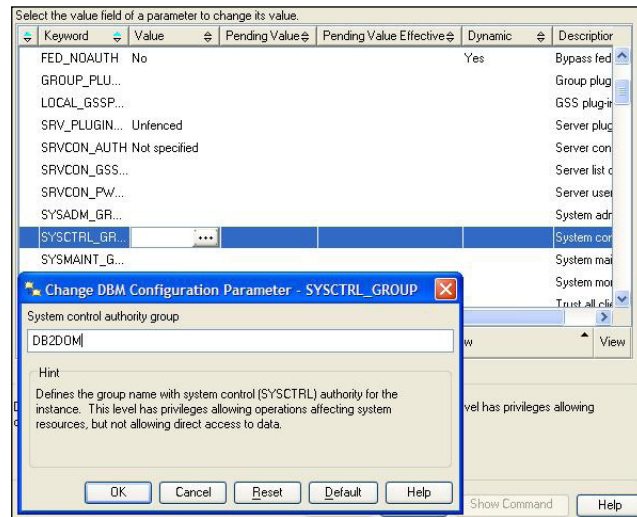 Select the value field of a parameter to change its value.
Keyword Value Pending Value Pending Value Effective Dynamic Description
FED_NOAUTH No Yes Bypass fed
GROUP_PLU... Group plug
LOCAL_GSSP... GSS plug-in
SRV_PLUGIN... Unfenced Server plug
SRVCON_AUTH Not specified Server con
SRVCON_GSS... Server list o
SRVCON_PW... Server user
SYSADM_GR... System adm
SYSCTRL_GR... ... System con
SYSMAINT_G... System mai
System mon
Trust all clie
Change DBM Configuration Parameter - SYSCTRL_GROUP
System control authority group
DB2DOM
View
Hint
Defines the group name with system control (SYSCTRL) authority for the
instance. This level has privileges allowing operations affecting system
resources, but not allowing direct access to data.
vel has privileges allowing
OK Cancel Reset Default Help
Show Command Help